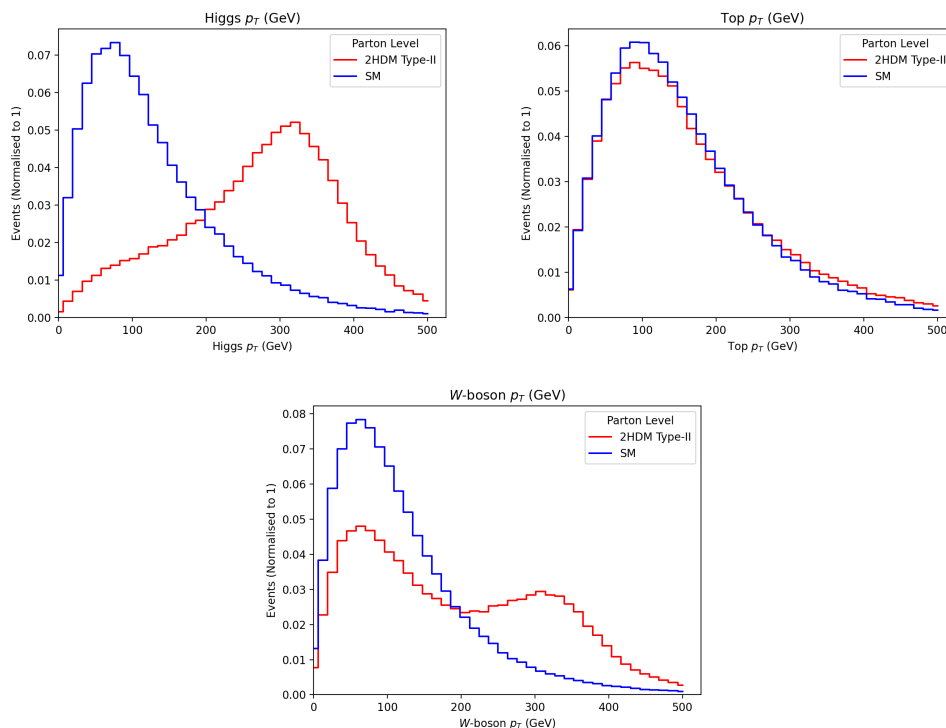 Higgs p_T (GeV)
Events (Normalised to 1)
0.07
0.06
0.05
0.04
0.03
0.02
0.01
0.00
Parton Level
2HDM Type-II
SM
0 100 200 300 400 500
Higgs p_T (GeV)
Top p_T (GeV)
Events (Normalised to 1)
0.06
0.05
0.04
0.03
0.02
0.01
0.00
Parton Level
2HDM Type-II
SM
0 100 200 300 400 500
Top p_T (GeV)
W-boson p_T (GeV)
Events (Normalised to 1)
0.08
0.07
0.06
0.05
0.04
0.03
0.02
0.01
0.00
Parton Level
2HDM Type-II
SM
0 100 200 300 400 500
W-boson p_T (GeV)